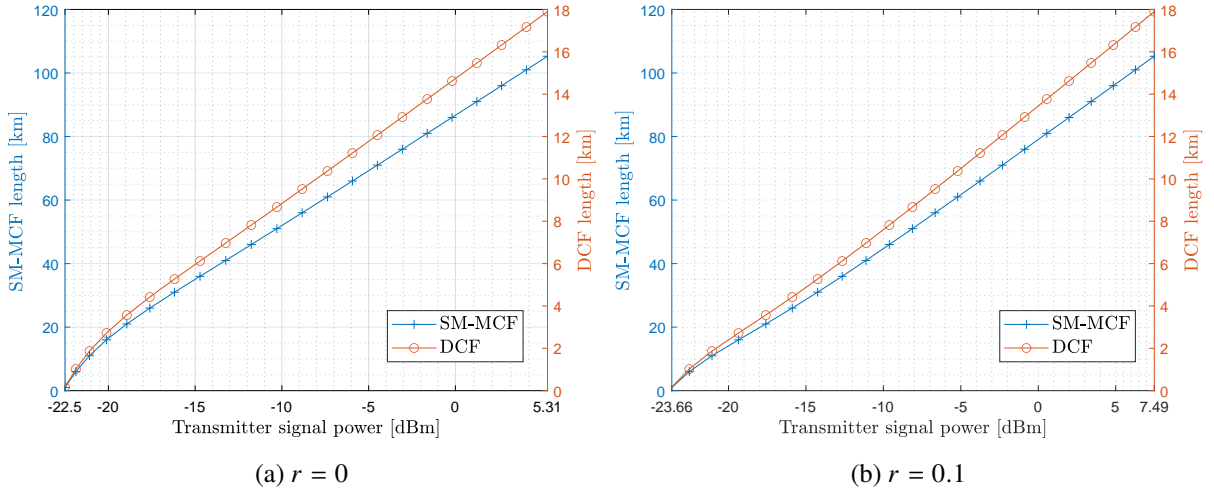 120
100
80
60
40
20
0
SM-MCF length [km]
18
16
14
12
10
8
6
4
2
0
DCF length [km]
SM-MCF
DCF
-22.5 -20 -15 -10 -5 0 5.31
Transmitter signal power [dBm]
(a) r = 0
120
100
80
60
40
20
0
SM-MCF length [km]
18
16
14
12
10
8
6
4
2
0
DCF length [km]
SM-MCF
DCF
-23.66 -20 -15 -10 -5 0 5 7.49
Transmitter signal power [dBm]
(b) r = 0.1